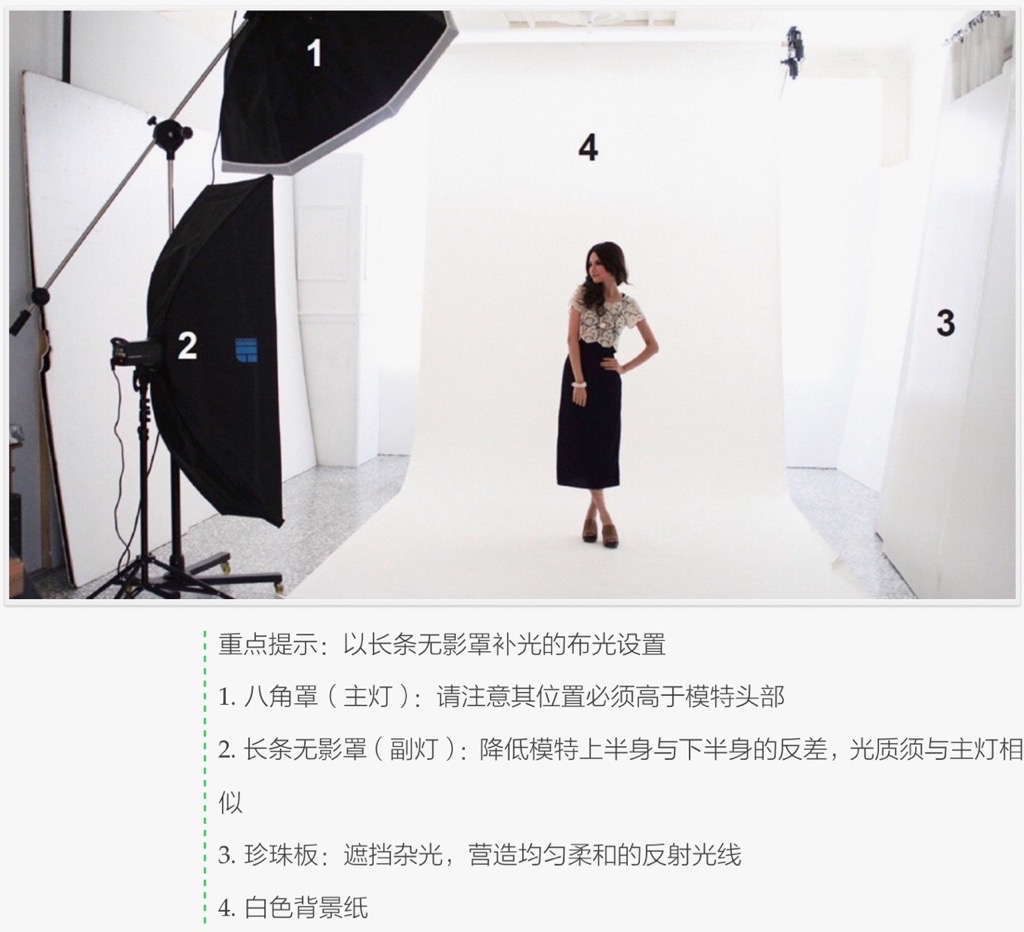 1
4
3
2
重点提示：以长条无影罩补光的布光设置
1. 八角罩（主灯）：请注意其位置必须高于模特头部
2. 长条无影罩（副灯）：降低模特上半身与下半身的反差，光质须与主灯相
似
3. 珍珠板：遮挡杂光，营造均匀柔和的反射光线
4. 白色背景纸